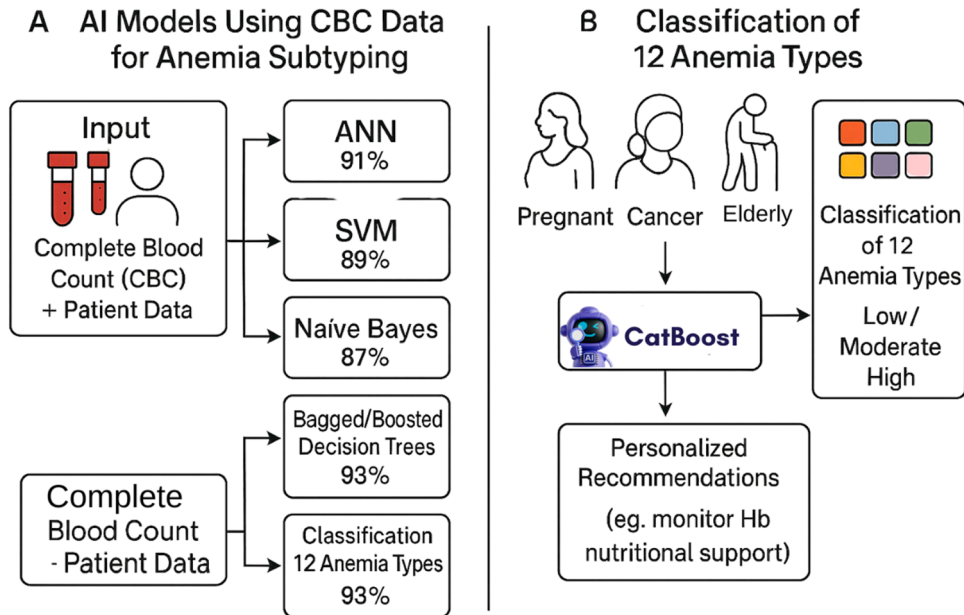 A AI Models Using CBC Data
for Anemia Subtyping
Input
Complete Blood
Count (CBC)
+ Patient Data
ANN
91%
SVM
89%
Naíve Bayes
87%
Complete
Blood Count
- Patient Data
Bagged/Boosted
Decision Trees
93%
Classification
12 Anemia Types
93%
B Classification of
12 Anemia Types
Pregnant Cancer Elderly
AI
CatBoost
Classification
of 12
Anemia Types
Low/
Moderate
High
Personalized
Recommendations
(eg. monitor Hb
nutritional support)